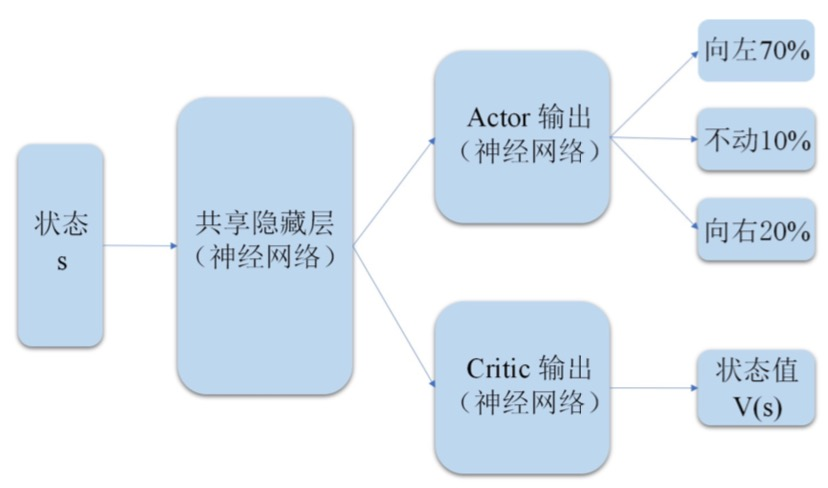 状态
s
共享隐藏层
（神经网络）
Actor 输出
（神经网络）
向左70%
不动10%
向右20%
Critic 输出
（神经网络）
状态值
V(s)